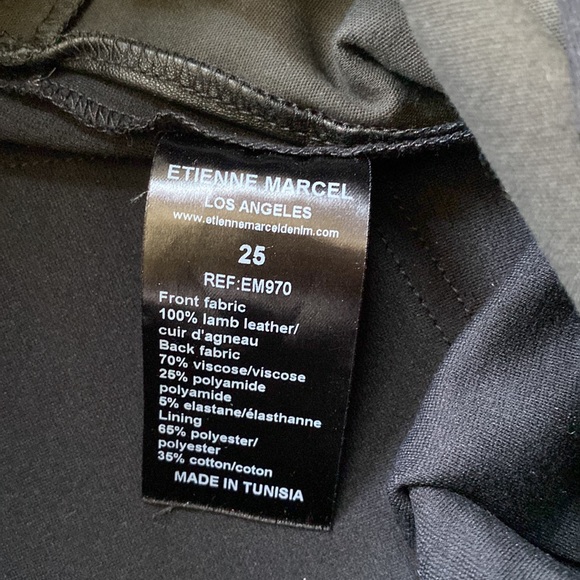 ETIENNE MARCEL
LOS ANGELES
www.etiennemarceldenim.com
25
REF:EM970
Front fabric
100% lamb leather/
cuir d'agneau
Back fabric
70% viscose/viscose
25% polyamide
polyamide
5% elastane/élasthanne
Lining
65% polyester/
polyester
35% cotton/coton
MADE IN TUNISIA